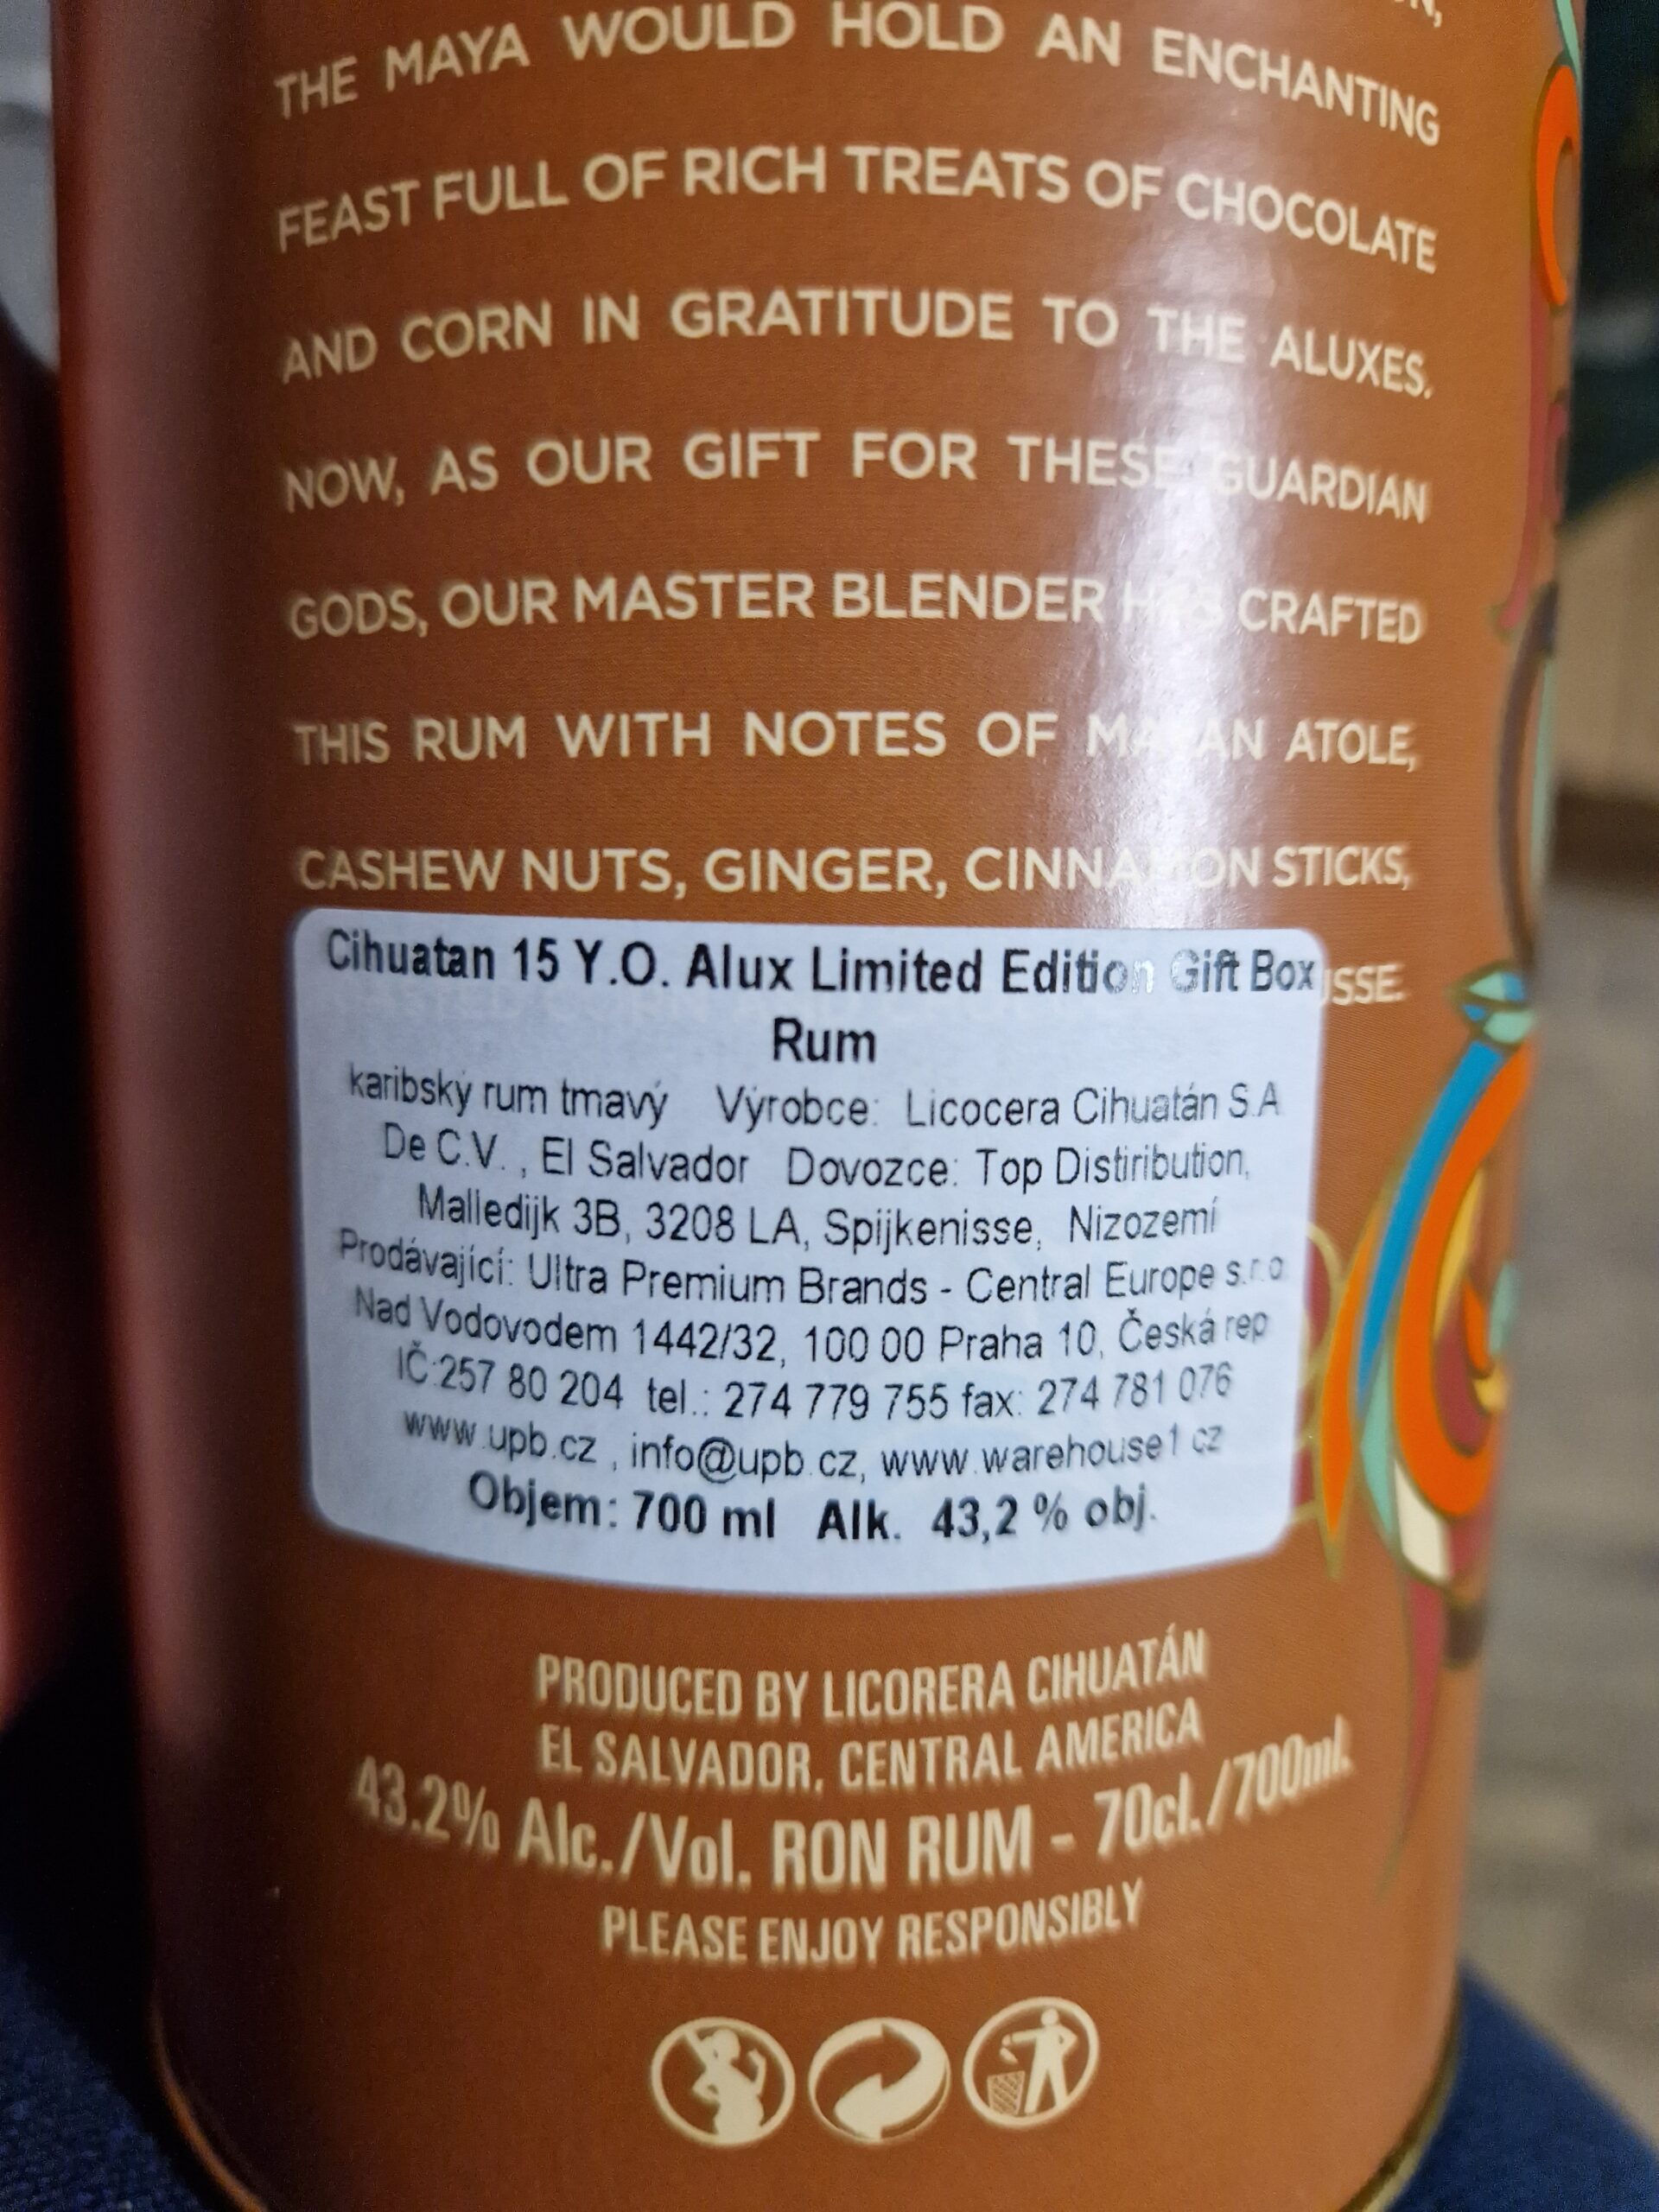 THE MAYA WOULD HOLD AN ENCHANTING
FEAST FULL OF RICH TREATS OF CHOCOLATE
AND CORN IN GRATITUDE TO THE ALUXES.
NOW, AS OUR GIFT FOR THESE GUARDIAN
GODS, OUR MASTER BLENDER HAS CRAFTED
THIS RUM WITH NOTES OF MAYAN ATOLE,
CASHEW NUTS, GINGER, CINNAMON STICKS,
Cihuatan 15 Y.O. Alux Limited Edition Gift Box
Rum
karibský rum tmavý Výrobce: Licocera Cihuatán S.A
De C.V. , El Salvador Dovozce: Top Distiribution,
Malledijk 3B, 3208 LA, Spijkenisse, Nizozemí
Prodávající: Ultra Premium Brands - Central Europe s.r.o
Nad Vodovodem 1442/32, 100 00 Praha 10, Česká rep
IČ:257 80 204 tel.: 274 779 755 fax: 274 781 076
www.upb.cz , info@upb.cz, www.warehouse1.cz
Objem: 700 ml Alk. 43,2 % obj.
PRODUCED BY LICORERA CIHUATÁN
EL SALVADOR, CENTRAL AMERICA
43.2% Alc./Vol. RON RUM - 70cl./700ml.
PLEASE ENJOY RESPONSIBLY